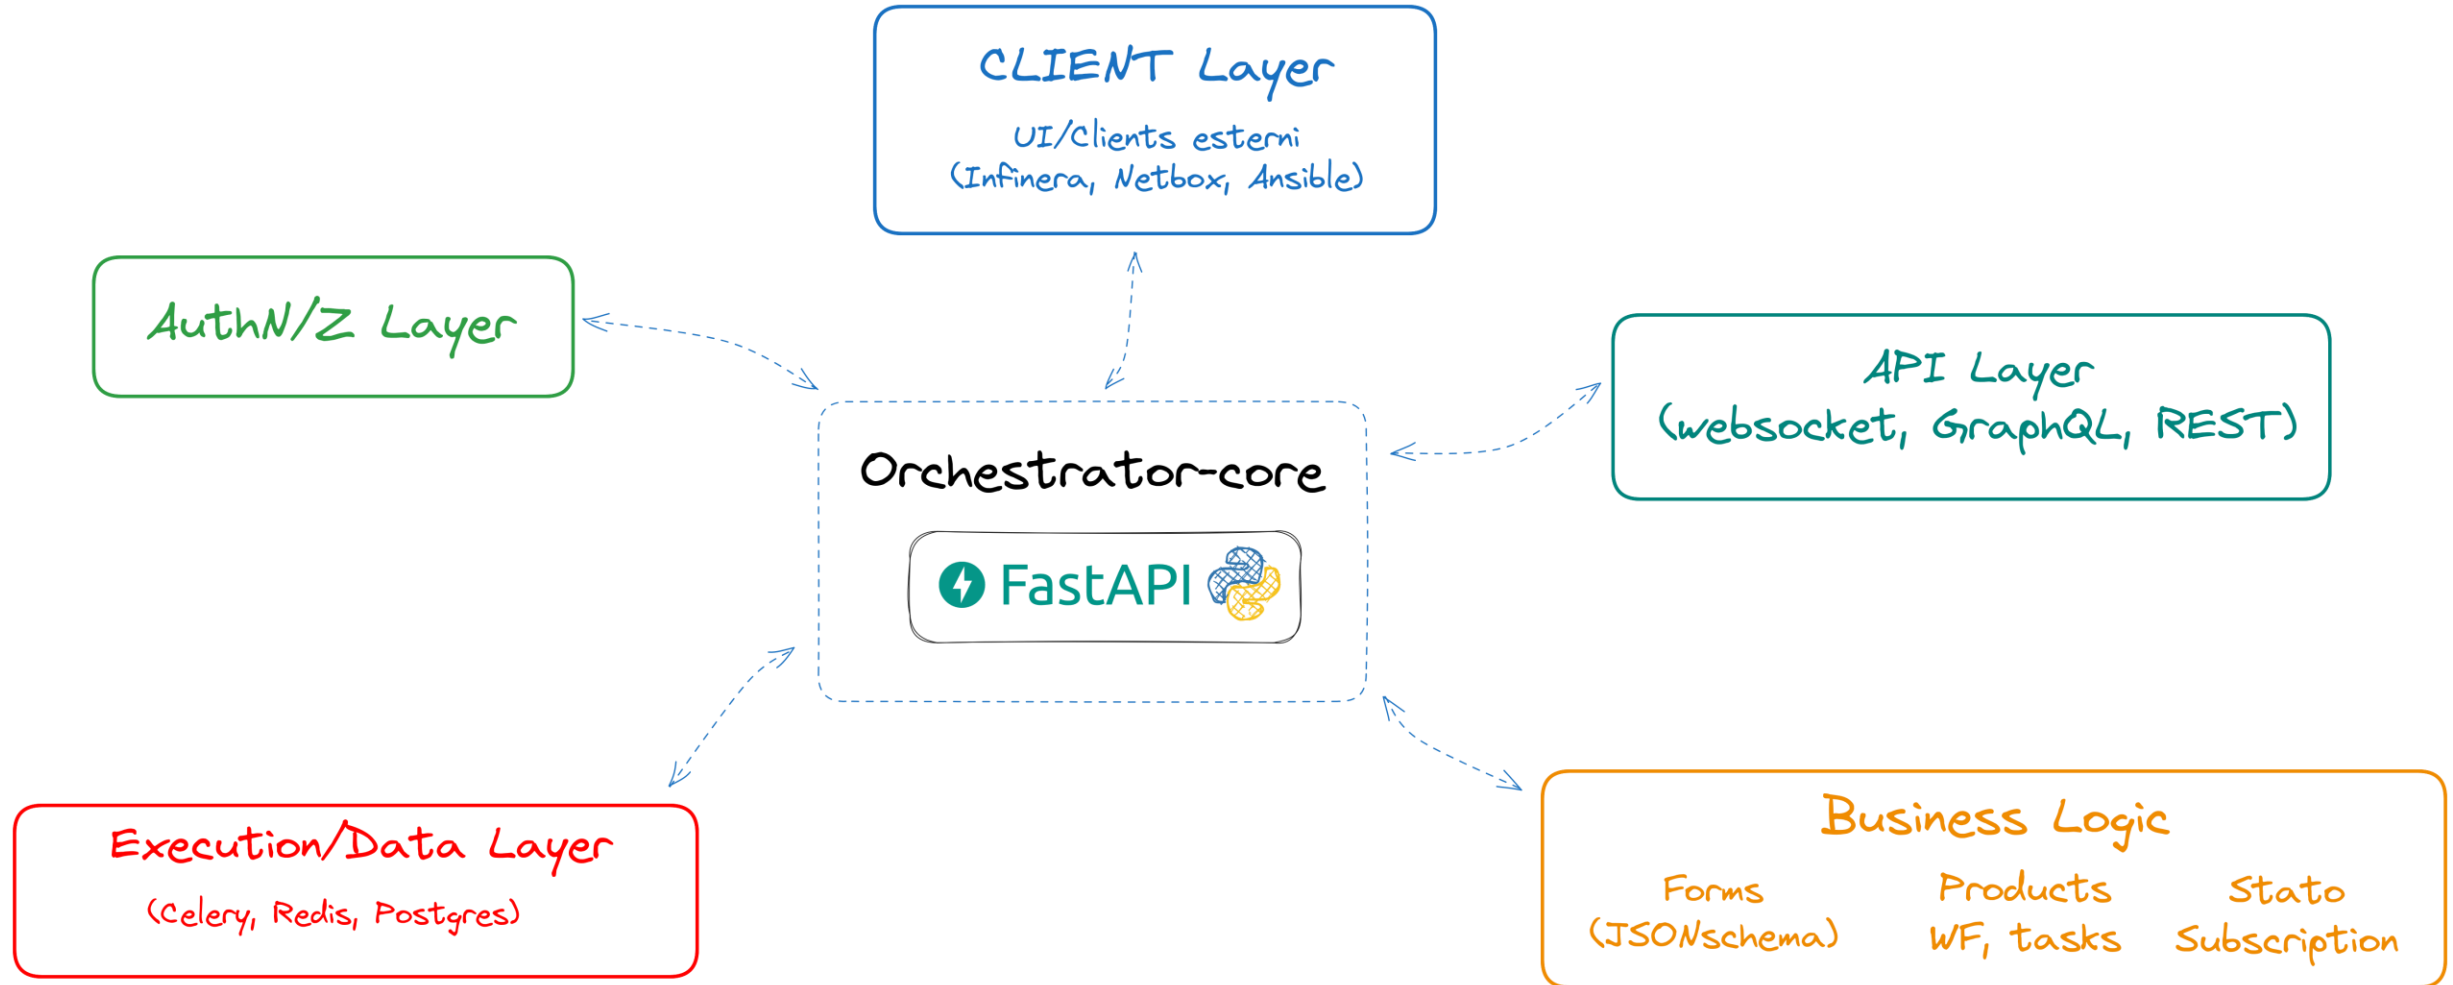 CLIENT Layer
UI/Clients esterni
(Infinera, Netbox, Ansible)
AuthN/Z Layer
API Layer
(websocket, GraphQL, REST)
Orchestrator-core
FastAPI
Execution/Data Layer
(Celery, Redis, Postgres)
Business Logic
Forms
(JSONschema)
Products
WF, tasks
Stato
Subscription